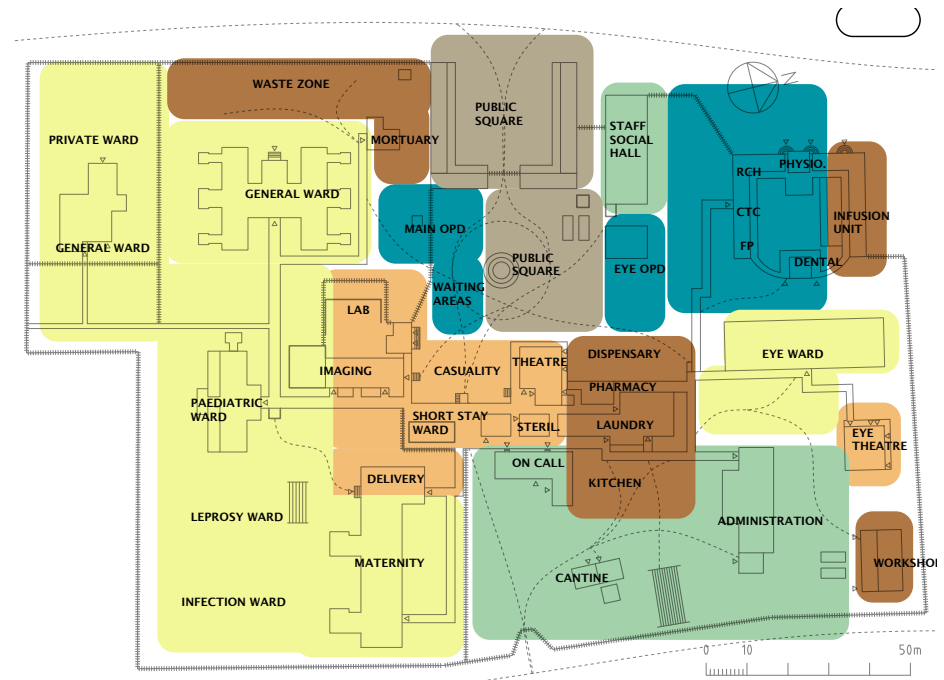 WASTE ZONE
PUBLIC
SQUARE
STAFF
SOCIAL
HALL
PRIVATE WARD
MORTUARY
PHYSIO.
RCH
GENERAL WARD
CTC
INFUSION
UNIT
MAIN OPD
FP
GENERAL WARD
PUBLIC
SQUARE
EYE OPD
DENTAL
WAITING
AREAS
LAB
THEATRE
DISPENSARY
EYE WARD
IMAGING
CASUALITY
PHARMACY
PAEDIATRIC
WARD
SHORT STAY
WARD
STERIL.
LAUNDRY
EYE
THEATRE
ON CALL
DELIVERY
KITCHEN
LEPROSY WARD
ADMINISTRATION
MATERNITY
WORKSHO
CANTINE
INFECTION WARD
0 10 50m